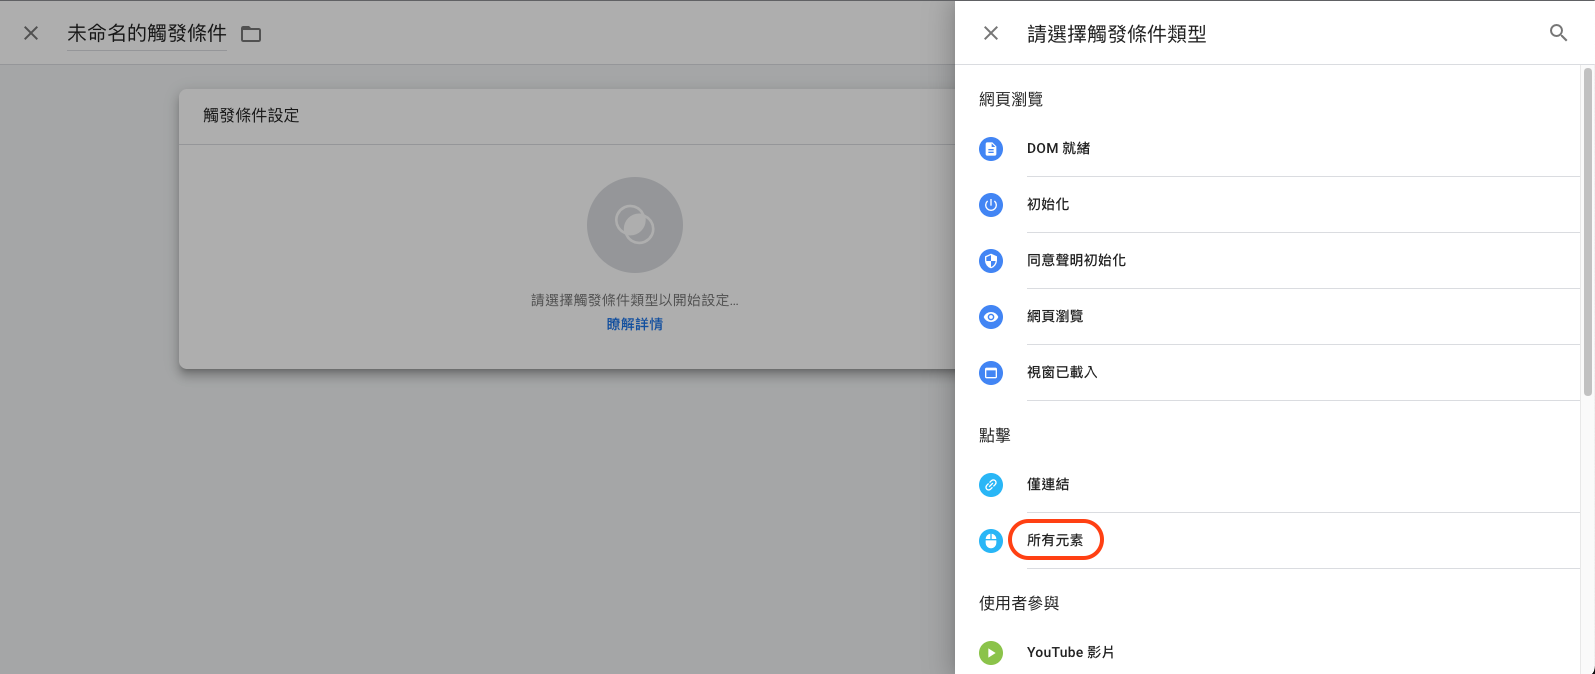 未命名的觸發條件
觸發條件設定
請選擇觸發條件類型以開始設定...
瞭解詳情
請選擇觸發條件類型
網頁瀏覽
DOM 就緒
初始化
同意聲明初始化
網頁瀏覽
視窗已載入
點擊
僅連結
所有元素
使用者參與
YouTube 影片